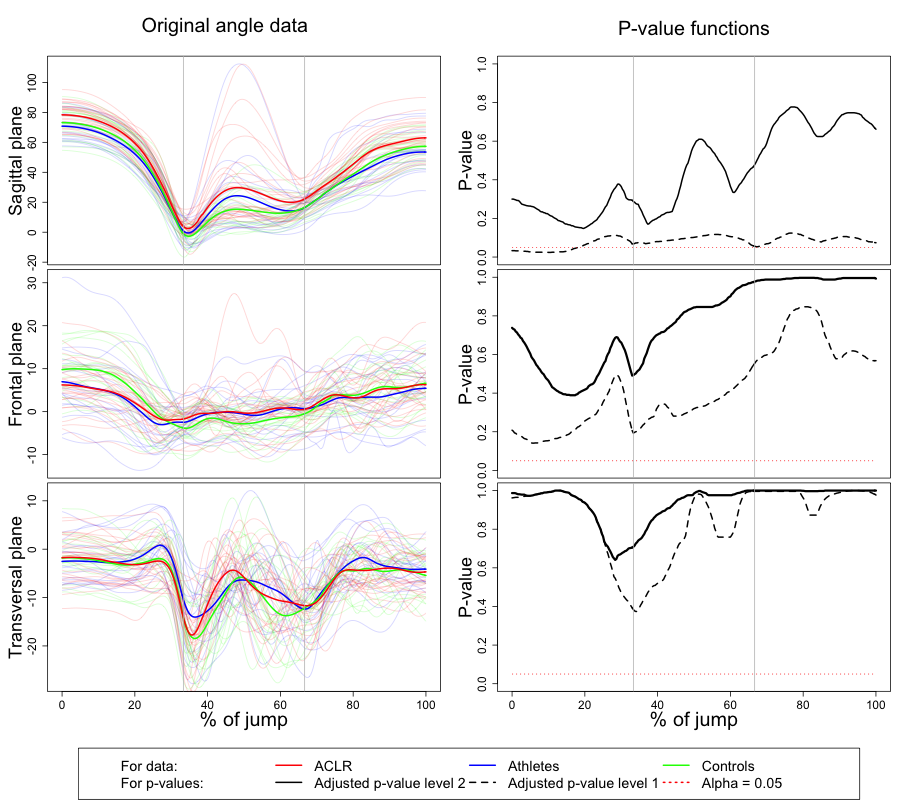 Original angle data
P-value functions
Sagittal plane
-20 0 20 40 60 80 100
P-value
0.0 0.2 0.4 0.6 0.8 1.0
Frontal plane
-10 0 10 20 30
P-value
0.0 0.2 0.4 0.6 0.8 1.0
Transversal plane
-20 -10 0 10
P-value
0.0 0.2 0.4 0.6 0.8 1.0
0 20 40 60 80 100
% of jump
0 20 40 60 80 100
% of jump
For data: ACLR Athletes Controls
For p-values: Adjusted p-value level 2 Adjusted p-value level 1 Alpha = 0.05